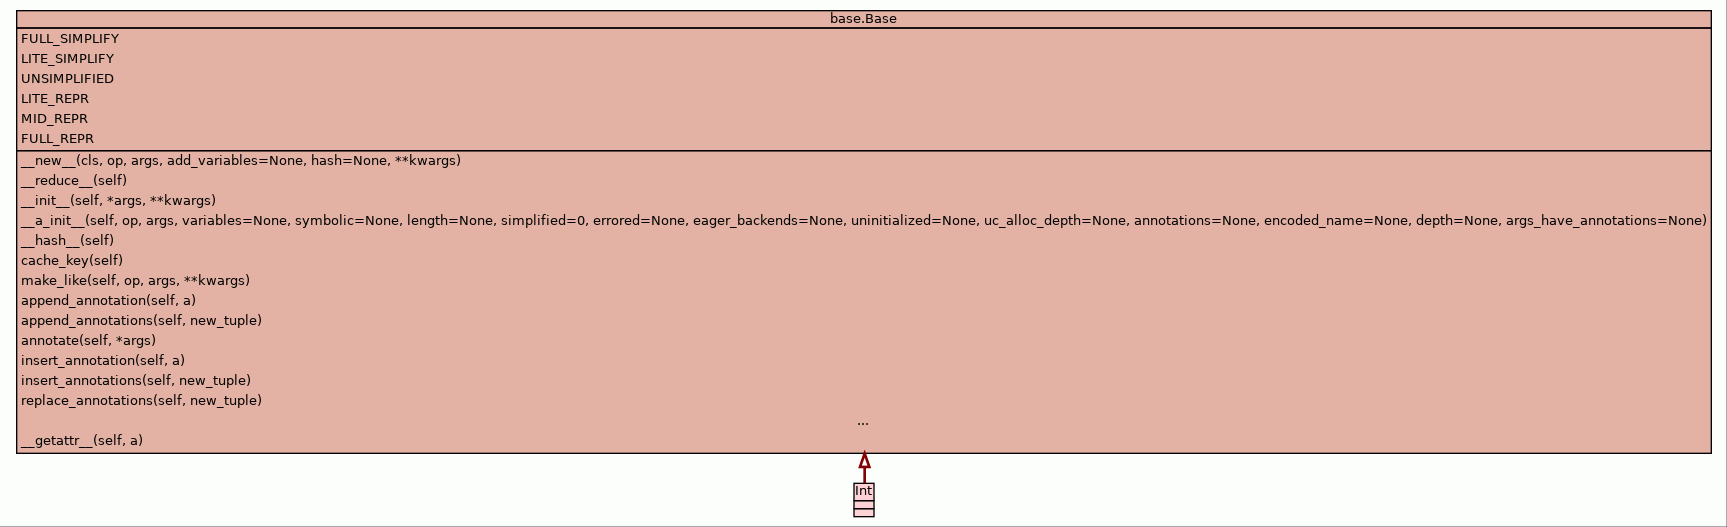 base.Base
FULL_SIMPLIFY
LITE_SIMPLIFY
UNSIMPLIFIED
LITE_REPR
MID_REPR
FULL_REPR
__new__(cls, op, args, add_variables=None, hash=None, **kwargs)
__reduce__(self)
__init__(self, *args, **kwargs)
__a_init__(self, op, args, variables=None, symbolic=None, length=None, simplified=0, errored=None, eager_backends=None, uninitialized=None, uc_alloc_depth=None, annotations=None, encoded_name=None, depth=None, args_have_annotations=None)
__hash__(self)
cache_key(self)
make_like(self, op, args, **kwargs)
append_annotation(self, a)
append_annotations(self, new_tuple)
annotate(self, *args)
insert_annotation(self, a)
insert_annotations(self, new_tuple)
replace_annotations(self, new_tuple)
...
__getattr__(self, a)
Int